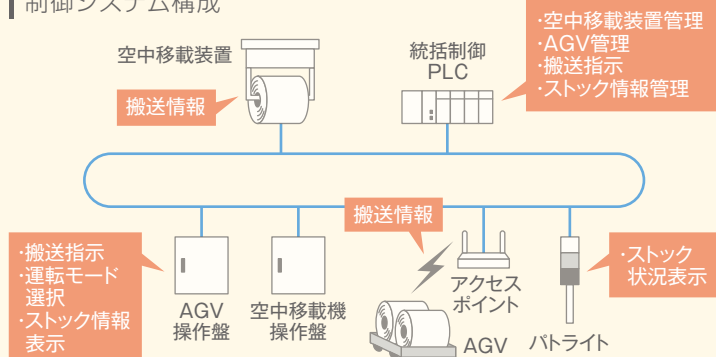 制御システム構成
空中移載装置
搬送情報
統括制御
PLC
・空中移載装置管理
・AGV管理
・搬送指示
・ストック情報管理
搬送情報
・搬送指示
・運転モード
選択
・ストック情報
表示
AGV
操作盤
空中移載機
操作盤
アクセス
ポイント
AGV
パトライト
・ストック
状況表示